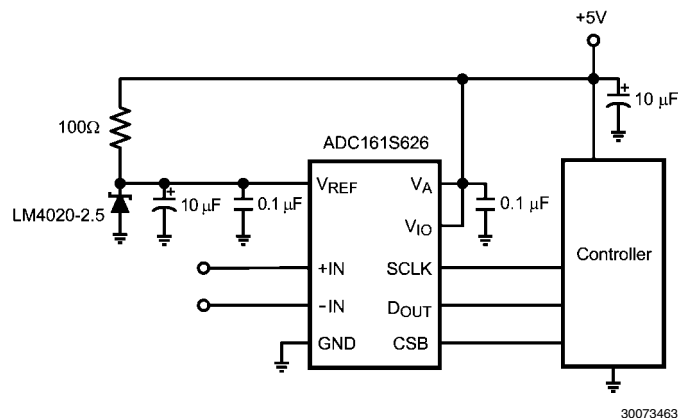 +5V
10 μF
100Ω
ADC161S626
VREF
VA
LM4020-2.5
10 μF
0.1 μF
0.1 μF
VIO
Controller
+IN
SCLK
−IN
DOUT
GND
CSB
30073463